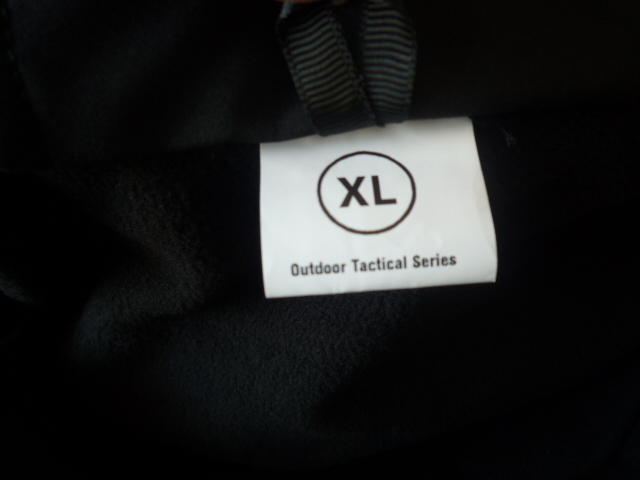 XL
Outdoor Tactical Series